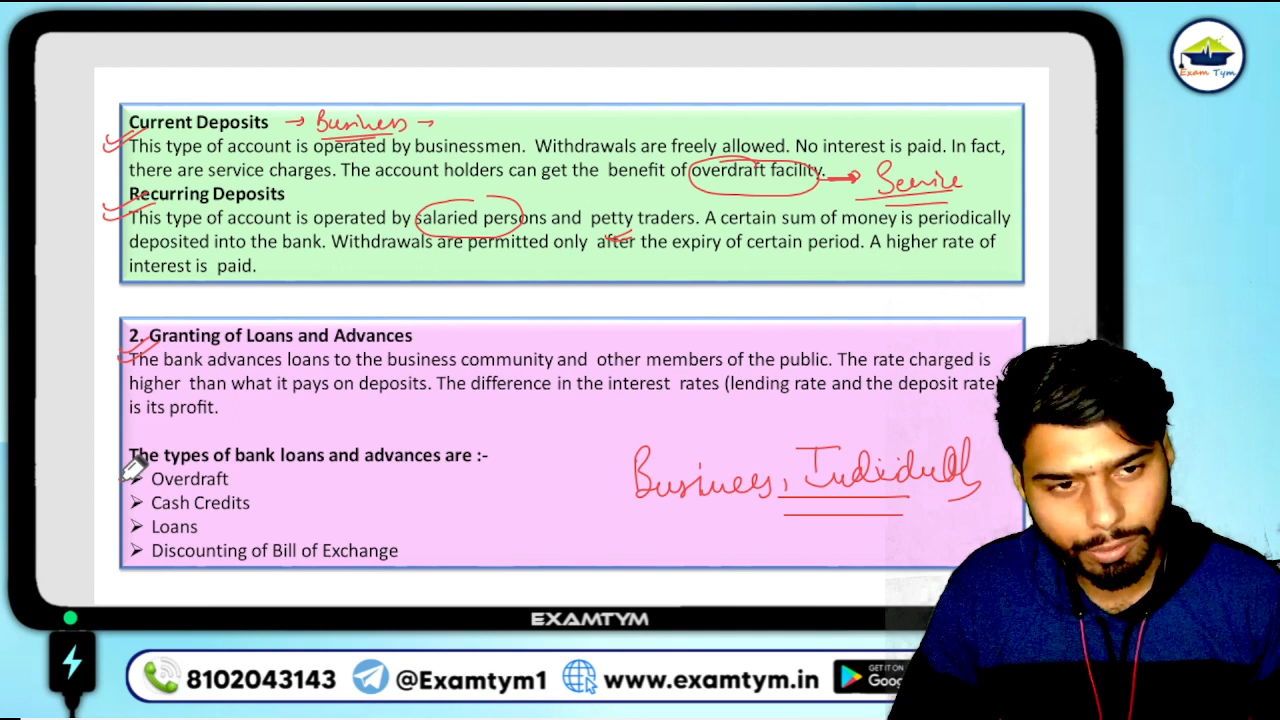 Exam Tym
Current Deposits → Business →
This type of account is operated by businessmen. Withdrawals are freely allowed. No interest is paid. In fact,
there are service charges. The account holders can get the benefit of overdraft facility. → Service
Recurring Deposits
This type of account is operated by salaried persons and petty traders. A certain sum of money is periodically
deposited into the bank. Withdrawals are permitted only after the expiry of certain period. A higher rate of
interest is paid.
2. Granting of Loans and Advances
The bank advances loans to the business community and other members of the public. The rate charged is
higher than what it pays on deposits. The difference in the interest rates (lending rate and the deposit rate)
is its profit.
The types of bank loans and advances are :-
➢ Overdraft
➢ Cash Credits
➢ Loans
➢ Discounting of Bill of Exchange
Business, Individuals
EXAMTYM
8102043143 @Examtym1 www.examtym.in GET IT ON
Goog